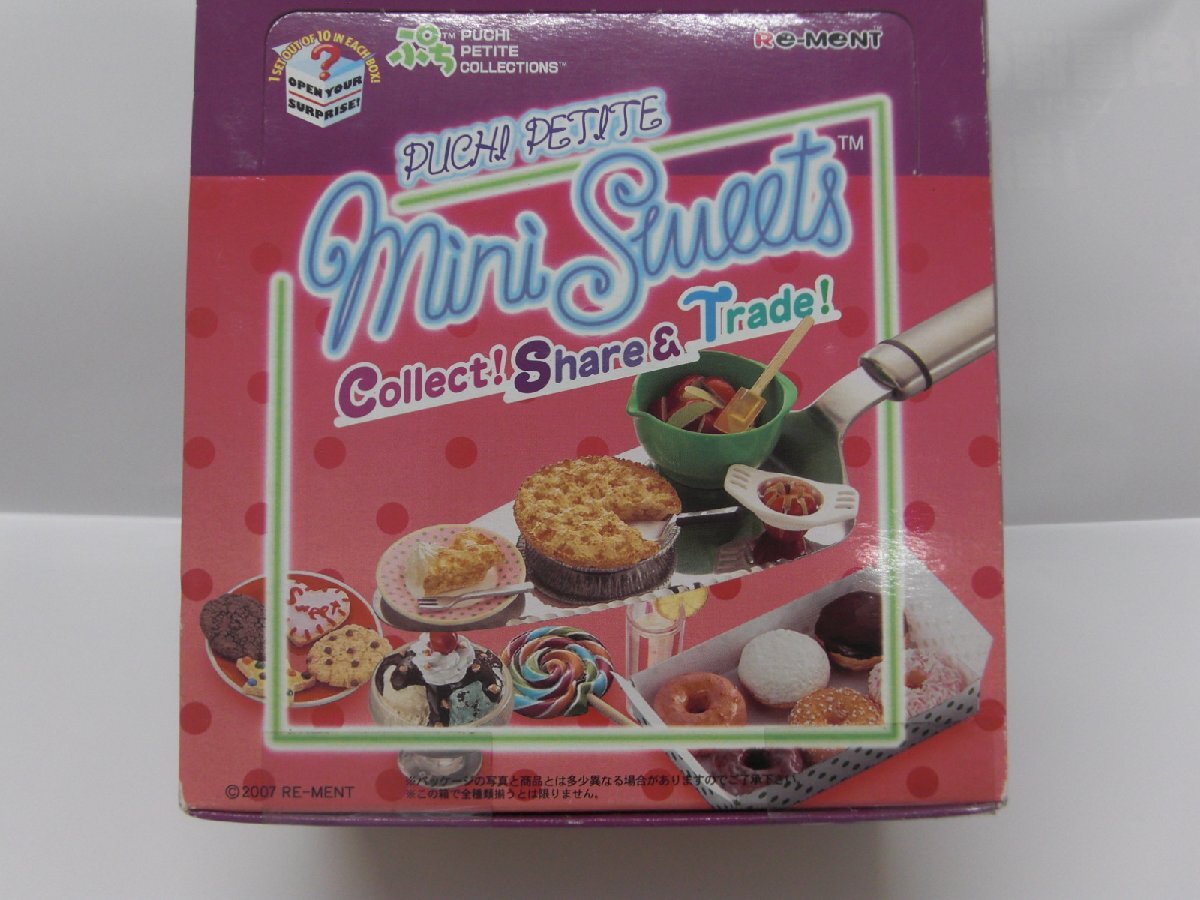 1 SET OUT OF 10 IN EACH BOX!
?
OPEN YOUR
SURPRISE!
ぷち™ PUCHI
PETITE
COLLECTIONS™
Re-MeNT
PUCHI PETITE
Mini Sweets™
Collect! Share & Trade!
Sweet
※パッケージの写真と商品とは多少異なる場合がありますのでご了承下さい。
※この箱で全種類揃うとは限りません。
©2007 RE-MENT